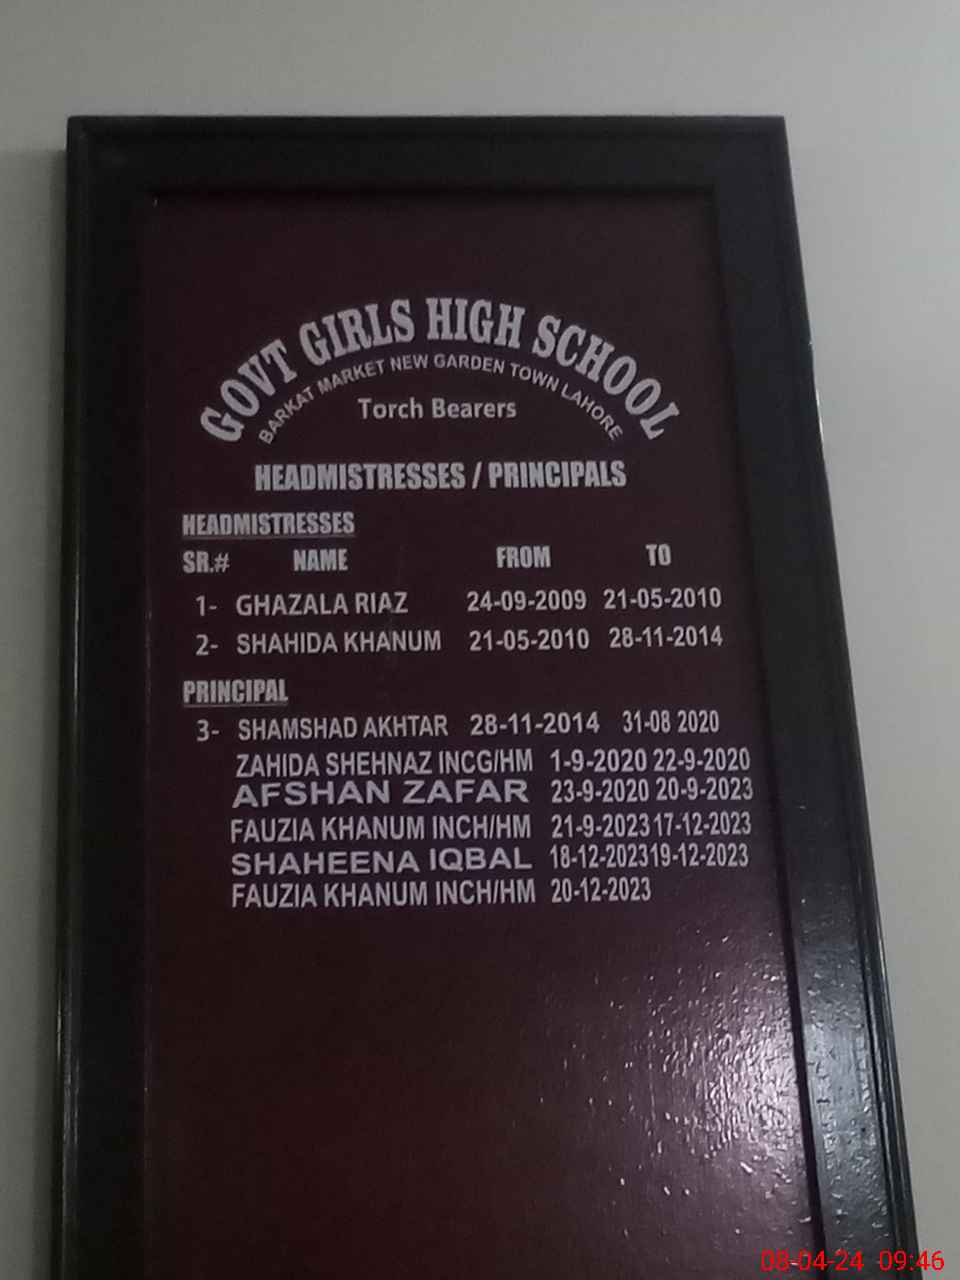 GOVT GIRLS HIGH SCHOOL
BARKAT MARKET NEW GARDEN TOWN LAHORE
Torch Bearers
HEADMISTRESSES / PRINCIPALS
HEADMISTRESSES
SR.# NAME FROM TO
1- GHAZALA RIAZ 24-09-2009 21-05-2010
2- SHAHIDA KHANUM 21-05-2010 28-11-2014
PRINCIPAL
3- SHAMSHAD AKHTAR 28-11-2014 31-08 2020
ZAHIDA SHEHNAZ INCG/HM 1-9-2020 22-9-2020
AFSHAN ZAFAR 23-9-2020 20-9-2023
FAUZIA KHANUM INCH/HM 21-9-2023 17-12-2023
SHAHEENA IQBAL 18-12-2023 19-12-2023
FAUZIA KHANUM INCH/HM 20-12-2023
08-04-24 09:46